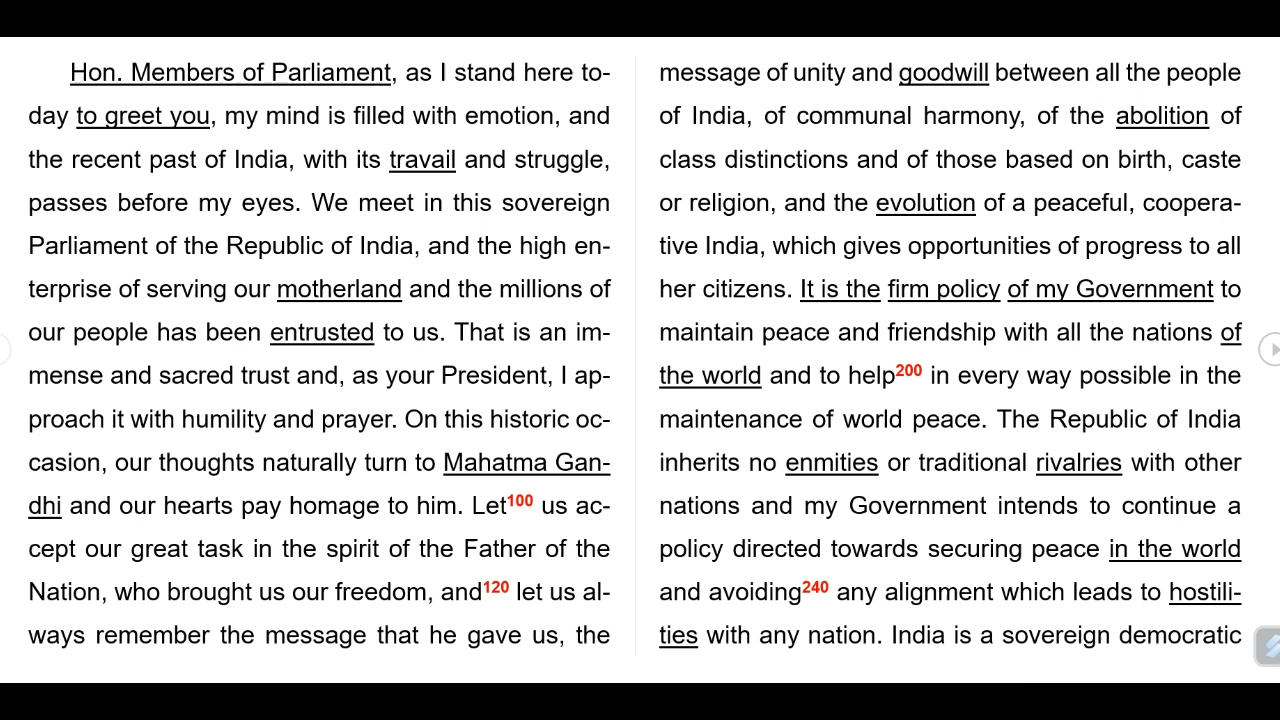 Hon. Members of Parliament, as I stand here to-
day to greet you, my mind is filled with emotion, and
the recent past of India, with its travail and struggle,
passes before my eyes. We meet in this sovereign
Parliament of the Republic of India, and the high en-
terprise of serving our motherland and the millions of
our people has been entrusted to us. That is an im-
mense and sacred trust and, as your President, I ap-
proach it with humility and prayer. On this historic oc-
casion, our thoughts naturally turn to Mahatma Gan-
dhi and our hearts pay homage to him. Let100 us ac-
cept our great task in the spirit of the Father of the
Nation, who brought us our freedom, and120 let us al-
ways remember the message that he gave us, the
message of unity and goodwill between all the people
of India, of communal harmony, of the abolition of
class distinctions and of those based on birth, caste
or religion, and the evolution of a peaceful, coopera-
tive India, which gives opportunities of progress to all
her citizens. It is the firm policy of my Government to
maintain peace and friendship with all the nations of
the world and to help200 in every way possible in the
maintenance of world peace. The Republic of India
inherits no enmities or traditional rivalries with other
nations and my Government intends to continue a
policy directed towards securing peace in the world
and avoiding240 any alignment which leads to hostili-
ties with any nation. India is a sovereign democratic